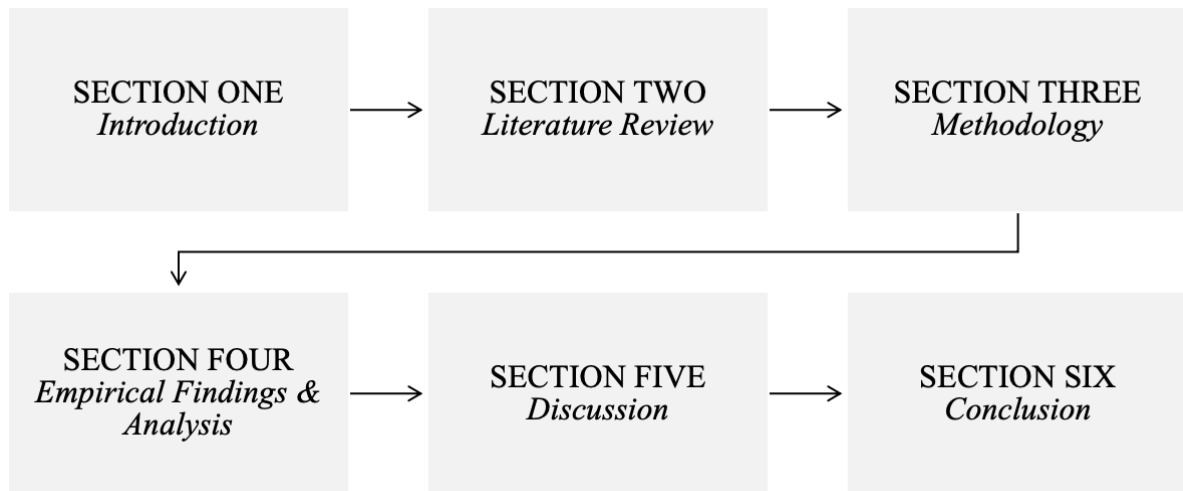 SECTION ONE
Introduction
SECTION TWO
Literature Review
SECTION THREE
Methodology
SECTION FOUR
Empirical Findings &
Analysis
SECTION FIVE
Discussion
SECTION SIX
Conclusion